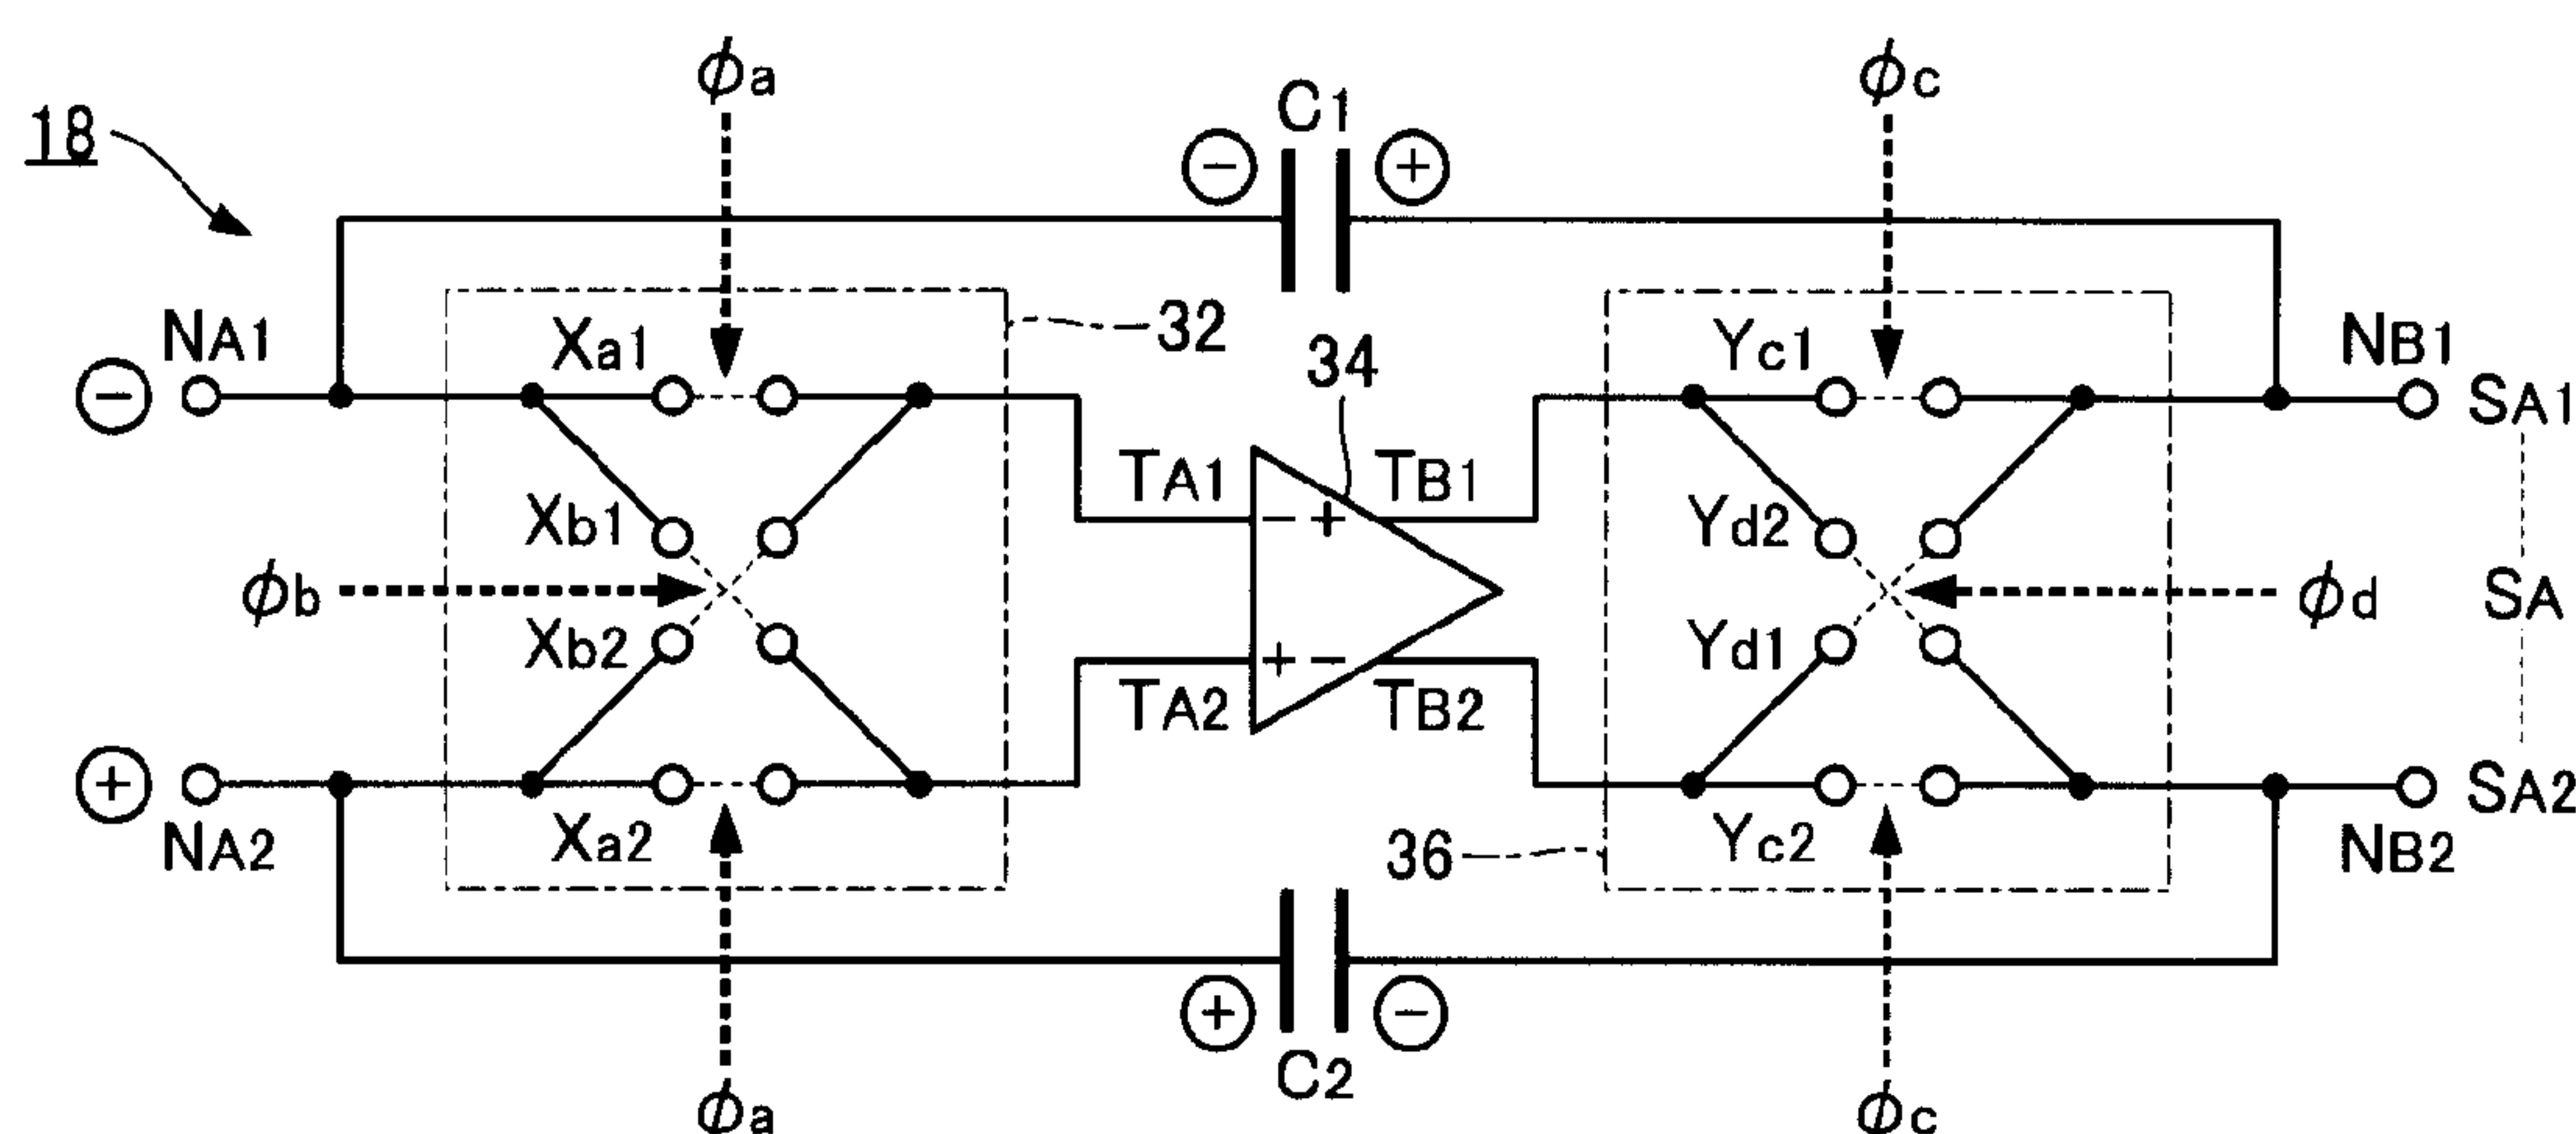 ϕa
ϕc
18
C1
− +
32
NA1
Xa1
34
Yc1
NB1
− SA1
TA1
TB1
Xb1
Yd2
− +
ϕb
ϕd
SA
Xb2
Yd1
+ −
TA2
TB2
+ SA2
NA2
Xa2
36
Yc2
NB2
+ −
C2
ϕa
ϕc